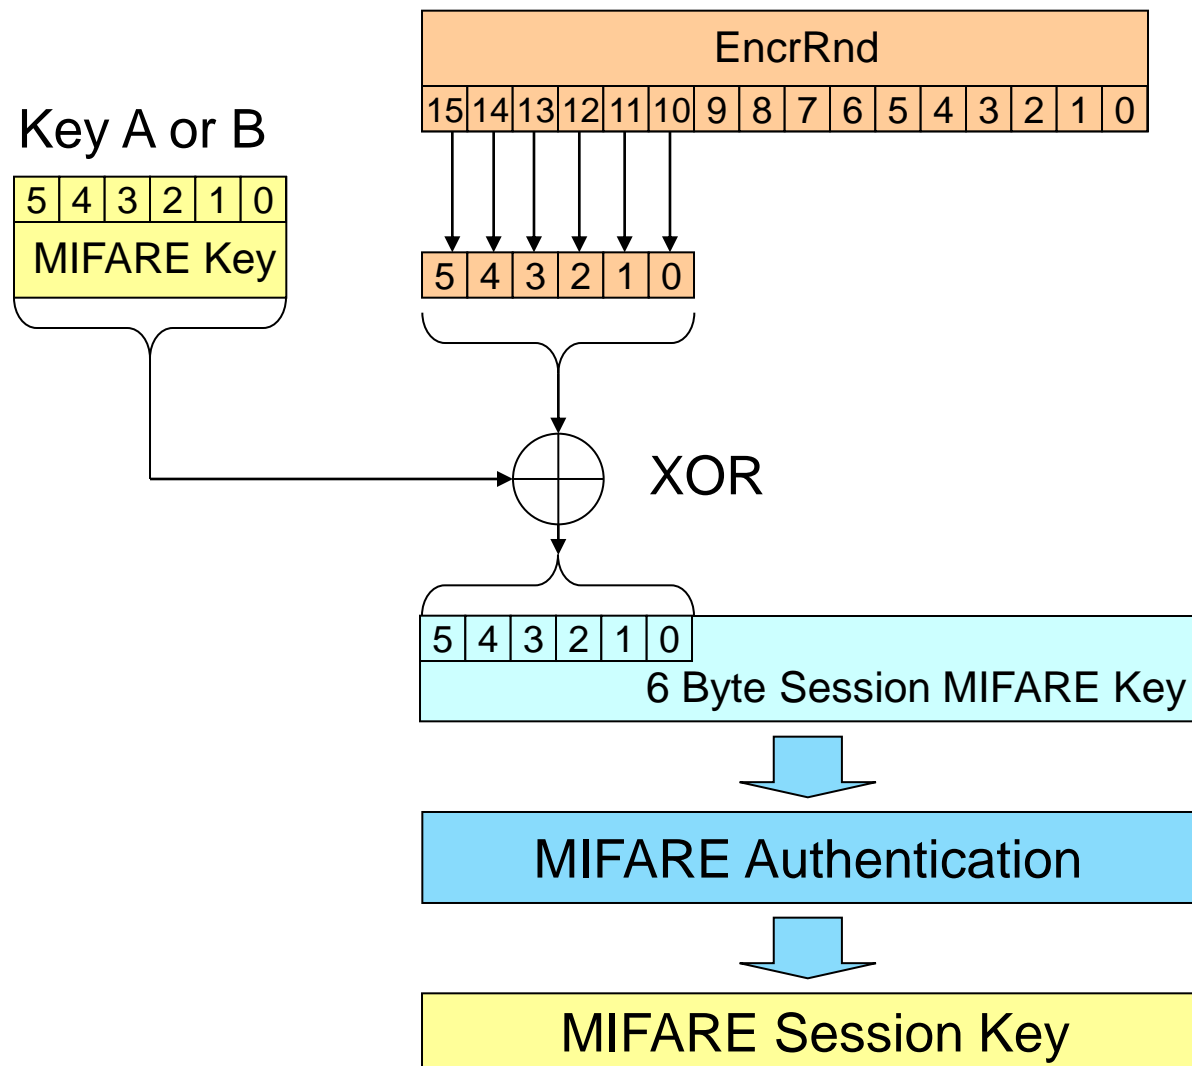 EncrRnd
15 14 13 12 11 10 9 8 7 6 5 4 3 2 1 0
Key A or B
5 4 3 2 1 0
MIFARE Key
5 4 3 2 1 0
XOR
5 4 3 2 1 0
6 Byte Session MIFARE Key
MIFARE Authentication
MIFARE Session Key